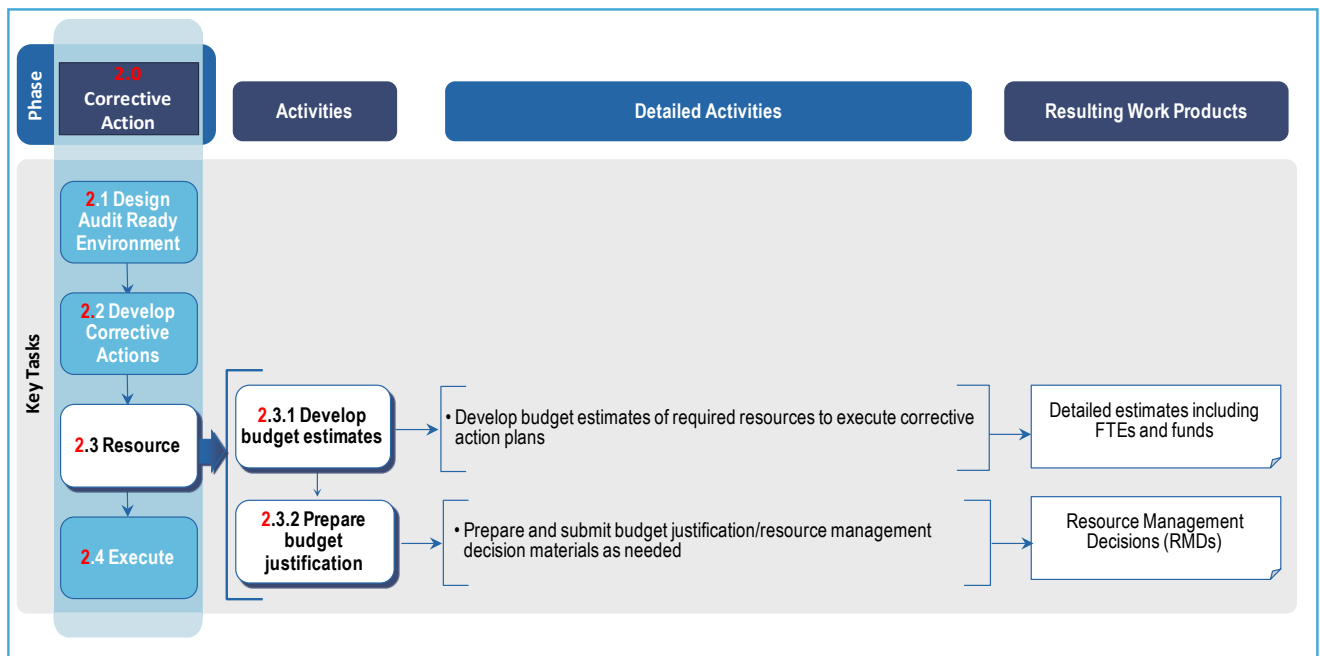 Phase
2.0
Corrective
Action
Activities
Detailed Activities
Resulting Work Products
Key Tasks
2.1 Design
Audit Ready
Environment
2.2 Develop
Corrective
Actions
2.3 Resource
2.4 Execute
2.3.1 Develop
budget estimates
• Develop budget estimates of required resources to execute corrective
action plans
Detailed estimates including
FTEs and funds
2.3.2 Prepare
budget
justification
• Prepare and submit budget justification/resource management
decision materials as needed
Resource Management
Decisions (RMDs)